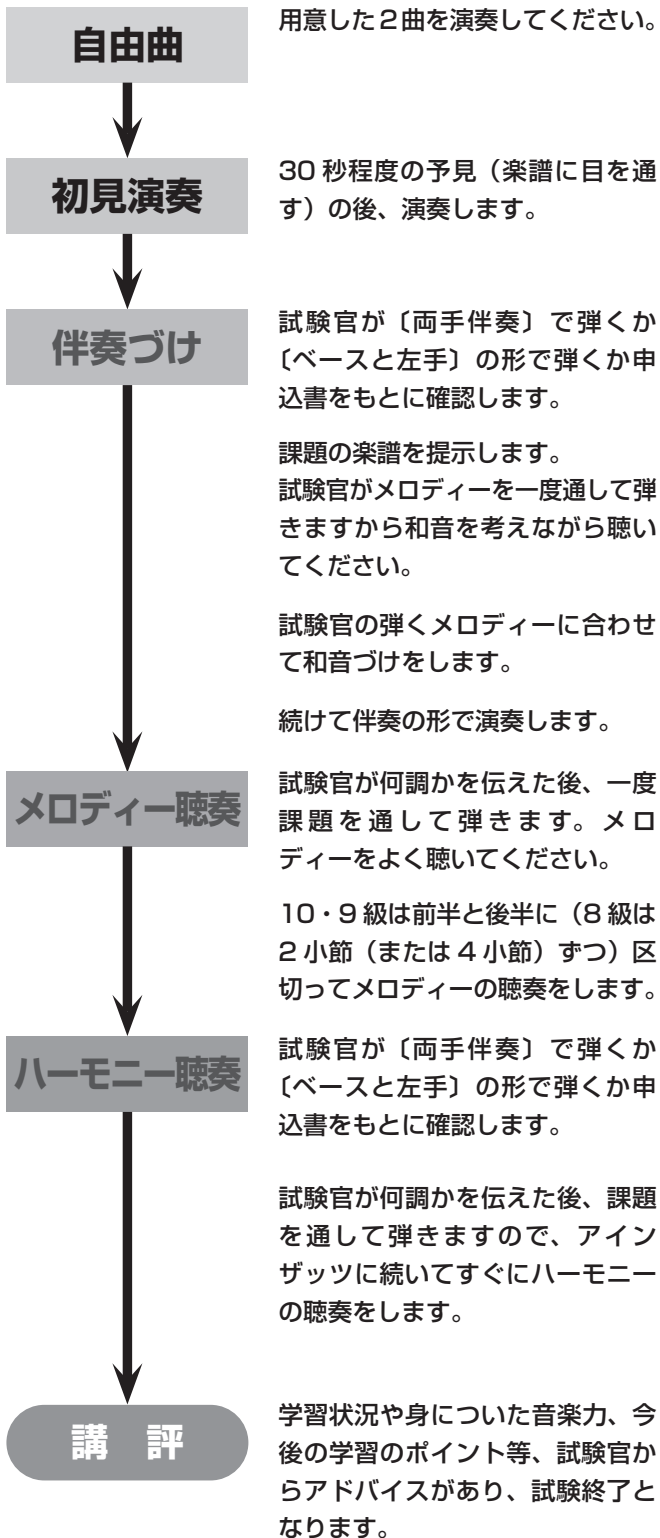 自由曲
用意した2曲を演奏してください。
初見演奏
30秒程度の予見（楽譜に目を通
す）の後、演奏します。
伴奏づけ
試験官が〔両手伴奏〕で弾くか
〔ベースと左手〕の形で弾くか申
込書をもとに確認します。
課題の楽譜を提示します。
試験官がメロディーを一度通して弾
きますから和音を考えながら聴い
てください。
試験官の弾くメロディーに合わせ
て和音づけをします。
続けて伴奏の形で演奏します。
メロディー聴奏
試験官が何調かを伝えた後、一度
課題を通して弾きます。メロ
ディーをよく聴いてください。
10・9級は前半と後半に（8級は
2小節（または4小節）ずつ）区
切ってメロディーの聴奏をします。
ハーモニー聴奏
試験官が〔両手伴奏〕で弾くか
〔ベースと左手〕の形で弾くか申
込書をもとに確認します。
試験官が何調かを伝えた後、課題
を通して弾きますので、アイン
ザッツに続いてすぐにハーモニー
の聴奏をします。
講　評
学習状況や身についた音楽力、今
後の学習のポイント等、試験官か
らアドバイスがあり、試験終了と
なります。